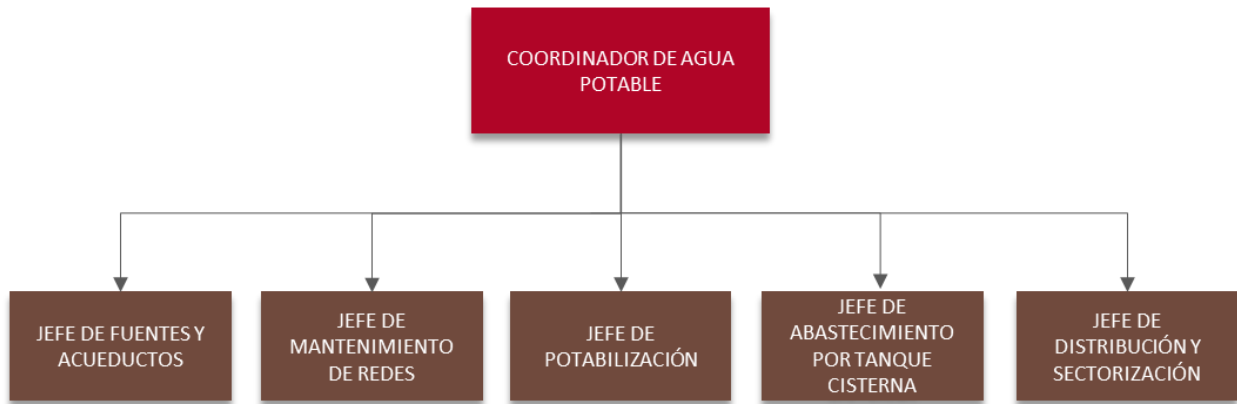 COORDINADOR DE AGUA
POTABLE
JEFE DE FUENTES Y
ACUEDUCTOS
JEFE DE
MANTENIMIENTO
DE REDES
JEFE DE
POTABILIZACIÓN
JEFE DE
ABASTECIMIENTO
POR TANQUE
CISTERNA
JEFE DE
DISTRIBUCIÓN Y
SECTORIZACIÓN